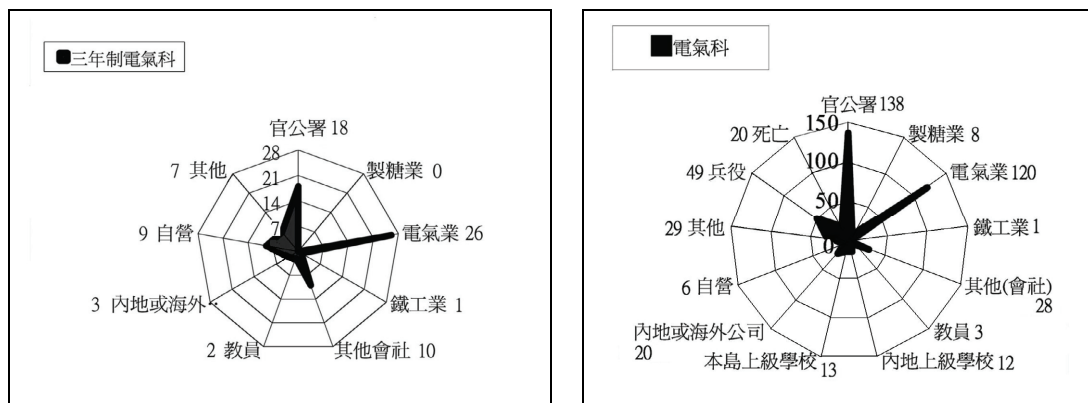 三年制電氣科
官公署 18
28
21
14
7
製糖業 0
電氣業 26
鐵工業 1
其他會社 10
2 教員
3 內地或海外‥
9 自營
7 其他
電氣科
官公署 138
150
100
50
0
製糖業 8
電氣業 120
鐵工業 1
其他(會社)
28
教員 3
內地上級學校 12
本島上級學校 13
內地或海外公司
20
6 自營
29 其他
49 兵役
20 死亡